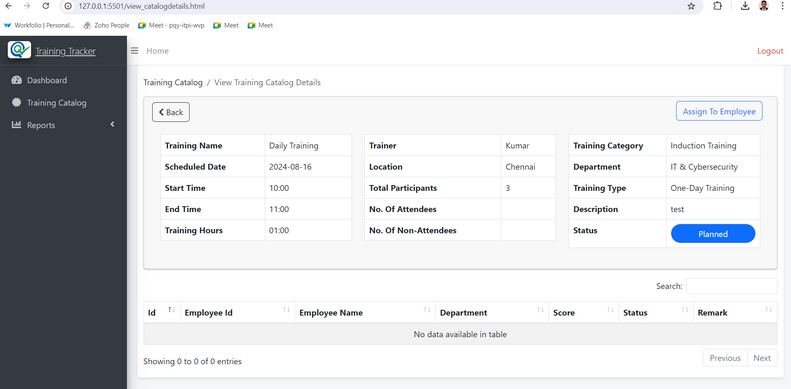 127.0.0.1:5501/view_catalogdetails.html
Workfolio | Personal... Zoho People Meet - pqy-itpi-wvp Meet Meet
Training Tracker Home Logout
Dashboard
Training Catalog
Reports
Training Catalog / View Training Catalog Details
Back Assign To Employee
Training Name Daily Training Trainer Kumar Training Category Induction Training
Scheduled Date 2024-08-16 Location Chennai Department IT & Cybersecurity
Start Time 10:00 Total Participants 3 Training Type One-Day Training
End Time 11:00 No. Of Attendees Description test
Training Hours 01:00 No. Of Non-Attendees Status Planned
Search:
Id Employee Id Employee Name Department Score Status Remark
No data available in table
Showing 0 to 0 of 0 entries Previous Next